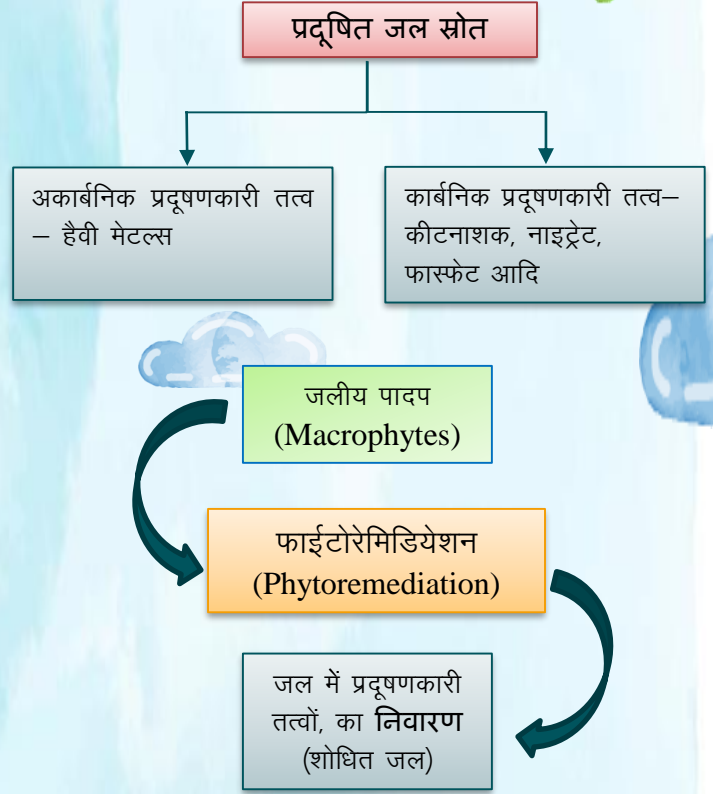 प्रदूषित जल स्रोत
अकार्बनिक प्रदूषणकारी तत्व
– हैवी मेटल्स
कार्बनिक प्रदूषणकारी तत्व–
कीटनाशक, नाइट्रेट,
फास्फेट आदि
जलीय पादप
(Macrophytes)
फाईटोरेमिडियेशन
(Phytoremediation)
जल में प्रदूषणकारी
तत्वों, का निवारण
(शोधित जल)